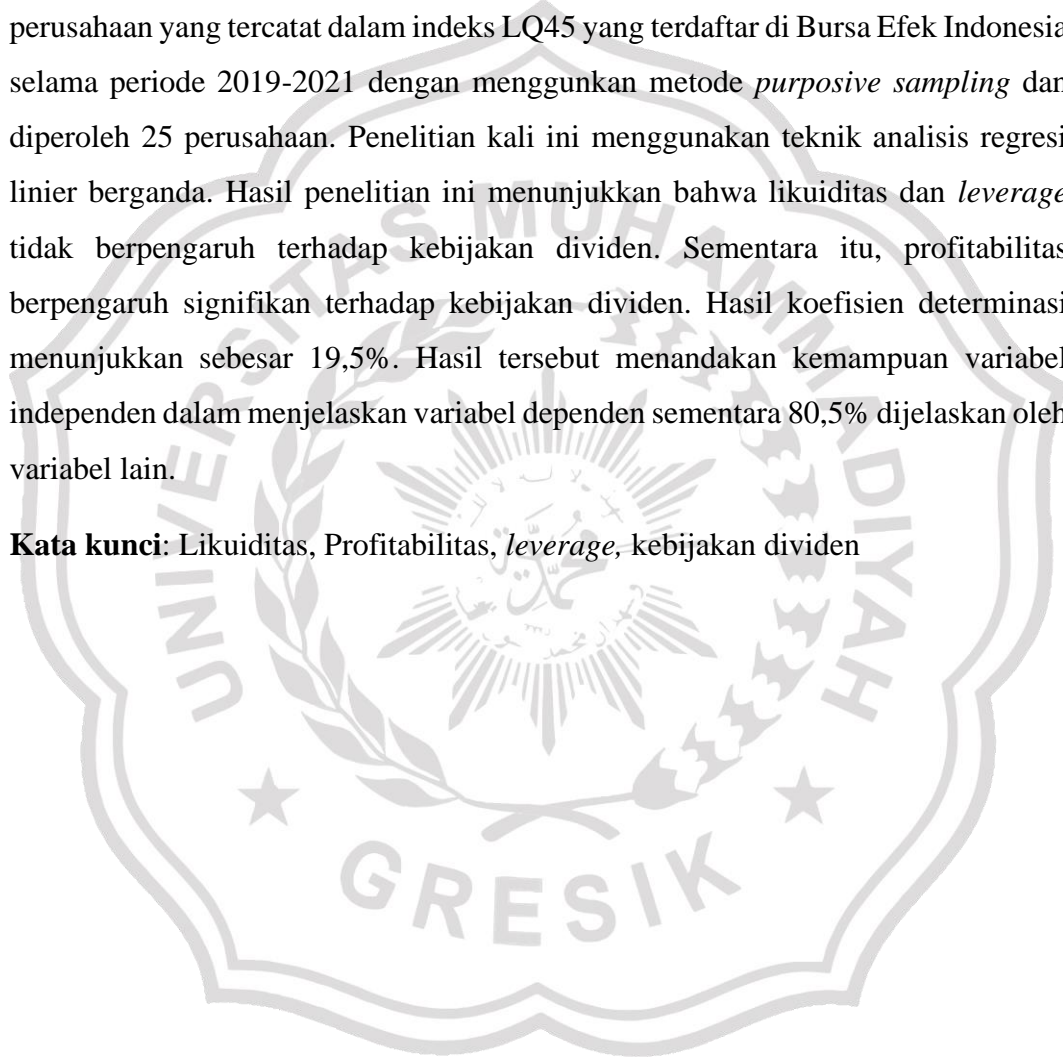 perusahaan yang tercatat dalam indeks LQ45 yang terdaftar di Bursa Efek Indonesia
selama periode 2019-2021 dengan menggunkan metode purposive sampling dan
diperoleh 25 perusahaan. Penelitian kali ini menggunakan teknik analisis regresi
linier berganda. Hasil penelitian ini menunjukkan bahwa likuiditas dan leverage
tidak berpengaruh terhadap kebijakan dividen. Sementara itu, profitabilitas
berpengaruh signifikan terhadap kebijakan dividen. Hasil koefisien determinasi
menunjukkan sebesar 19,5%. Hasil tersebut menandakan kemampuan variabel
independen dalam menjelaskan variabel dependen sementara 80,5% dijelaskan oleh
variabel lain.
Kata kunci: Likuiditas, Profitabilitas, leverage, kebijakan dividen
UNIVERSITAS MUHAMMADIYAH
GRESIK